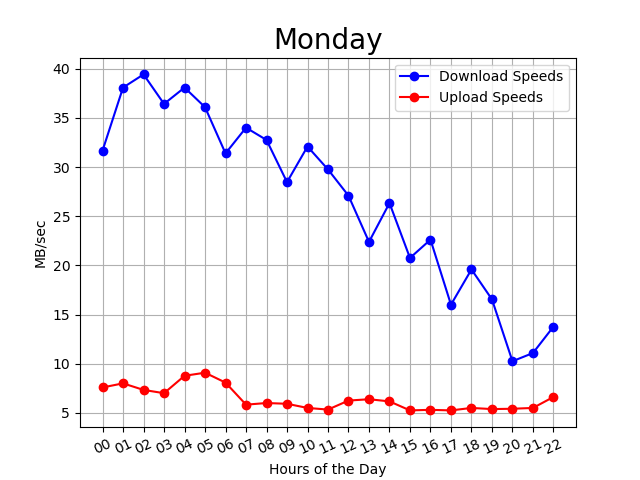 Monday
Download Speeds
Upload Speeds
40
35
30
25
20
15
10
5
MB/sec
00 01 02 03 04 05 06 07 08 09 10 11 12 13 14 15 16 17 18 19 20 21 22
Hours of the Day